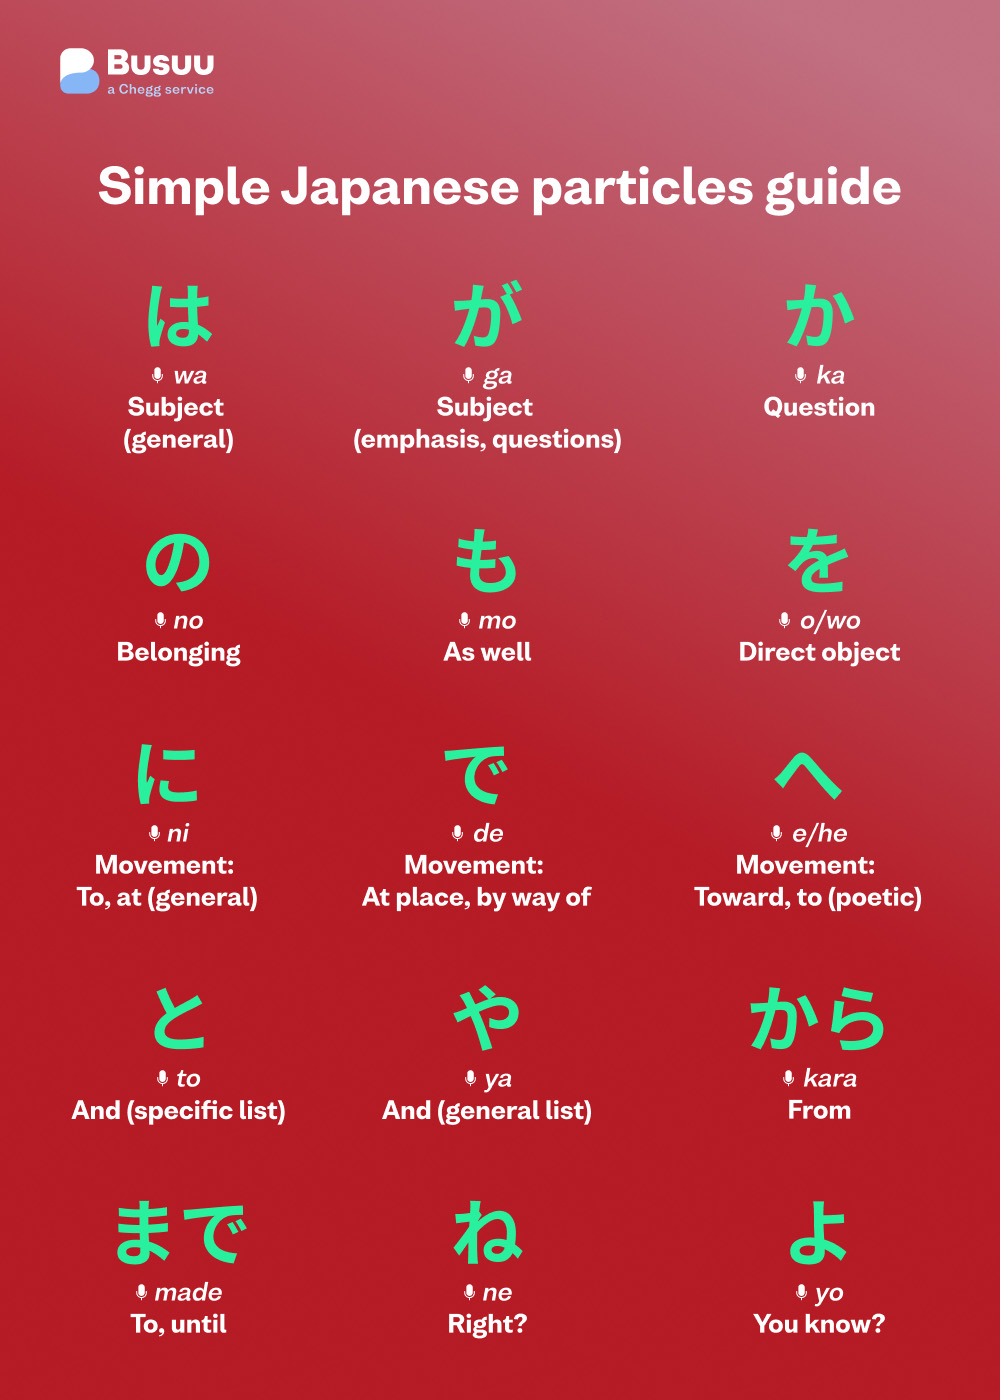 Busuu
a Chegg service
Simple Japanese particles guide
は
wa
Subject
(general)
が
ga
Subject
(emphasis, questions)
か
ka
Question
の
no
Belonging
も
mo
As well
を
o/wo
Direct object
に
ni
Movement:
To, at (general)
で
de
Movement:
At place, by way of
へ
e/he
Movement:
Toward, to (poetic)
と
to
And (specific list)
や
ya
And (general list)
から
kara
From
まで
made
To, until
ね
ne
Right?
よ
yo
You know?